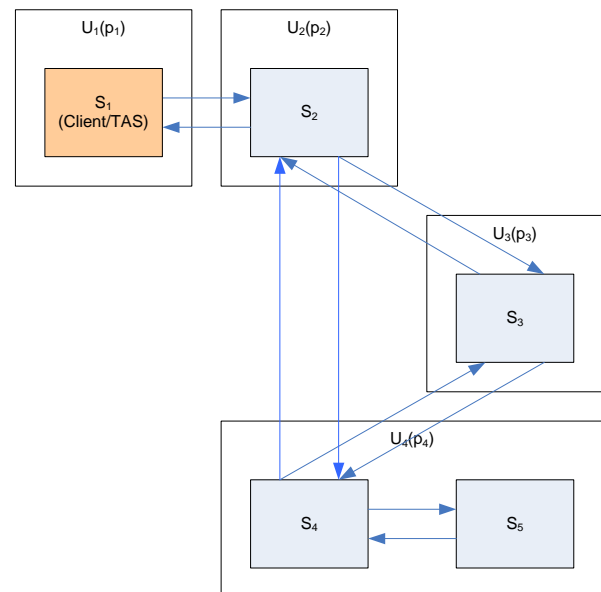 U₁(p₁)
U₂(p₂)
S₁
(Client/TAS)
S₂
U₃(p₃)
S₃
U₄(p₄)
S₄
S₅